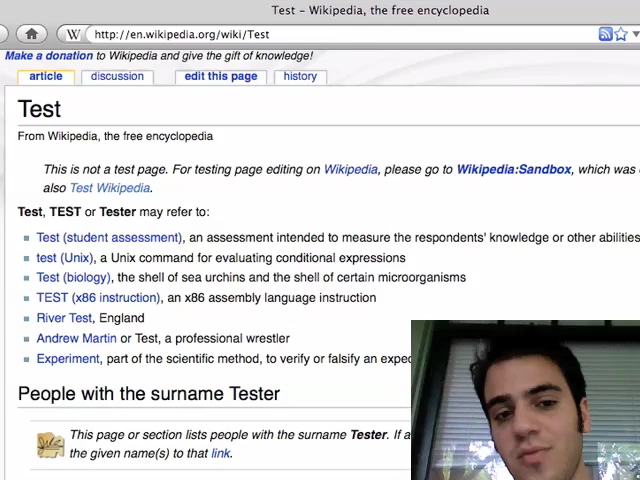 Test – Wikipedia, the free encyclopedia
W http://en.wikipedia.org/wiki/Test
Make a donation to Wikipedia and give the gift of knowledge!
article discussion edit this page history
Test
From Wikipedia, the free encyclopedia
This is not a test page. For testing page editing on Wikipedia, please go to Wikipedia:Sandbox, which was
also Test Wikipedia.
Test, TEST or Tester may refer to:
Test (student assessment), an assessment intended to measure the respondents' knowledge or other abilities
test (Unix), a Unix command for evaluating conditional expressions
Test (biology), the shell of sea urchins and the shell of certain microorganisms
TEST (x86 instruction), an x86 assembly language instruction
River Test, England
Andrew Martin or Test, a professional wrestler
Experiment, part of the scientific method, to verify or falsify an
People with the surname Tester
This page or section lists people with the surname Tester. If
the given name(s) to that link.